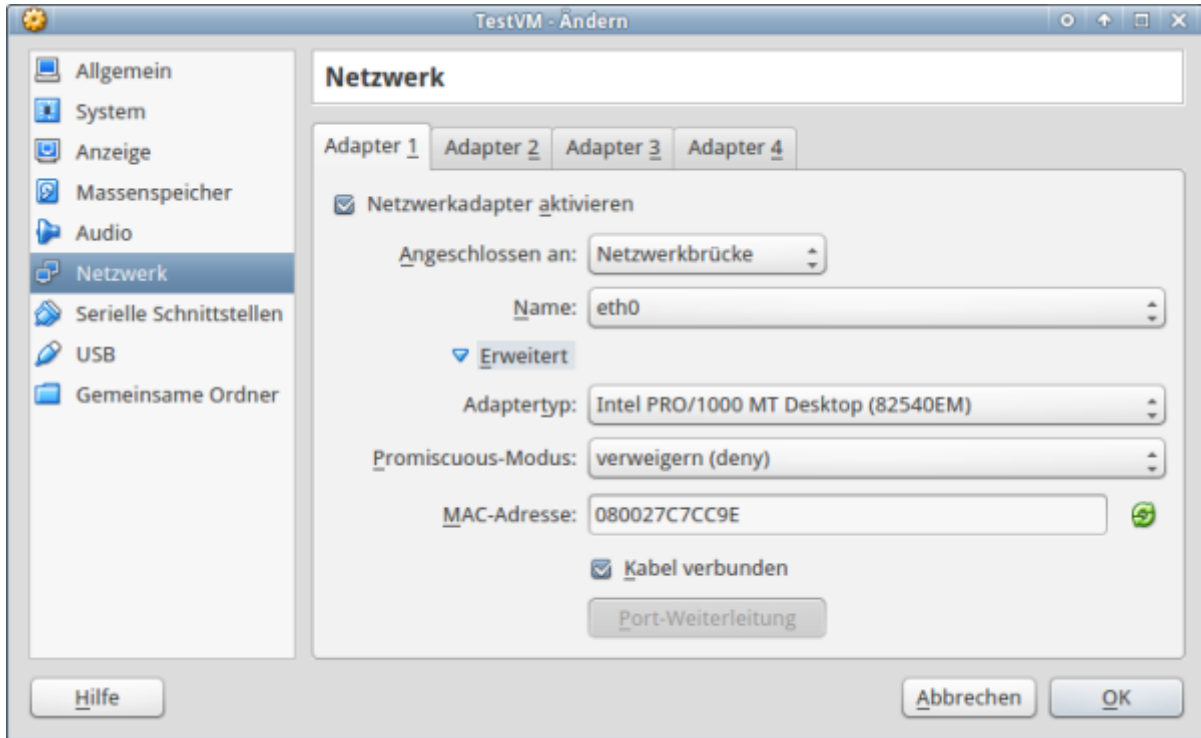 TestVM - Ändern
Allgemein
System
Anzeige
Massenspeicher
Audio
Netzwerk
Serielle Schnittstellen
USB
Gemeinsame Ordner
Netzwerk
Adapter 1 Adapter 2 Adapter 3 Adapter 4
Netzwerkadapter aktivieren
Angeschlossen an: Netzwerkbrücke
Name: eth0
Erweitert
Adaptertyp: Intel PRO/1000 MT Desktop (82540EM)
Promiscuous-Modus: verweigern (deny)
MAC-Adresse: 080027C7CC9E
Kabel verbunden
Port-Weiterleitung
Hilfe Abbrechen OK